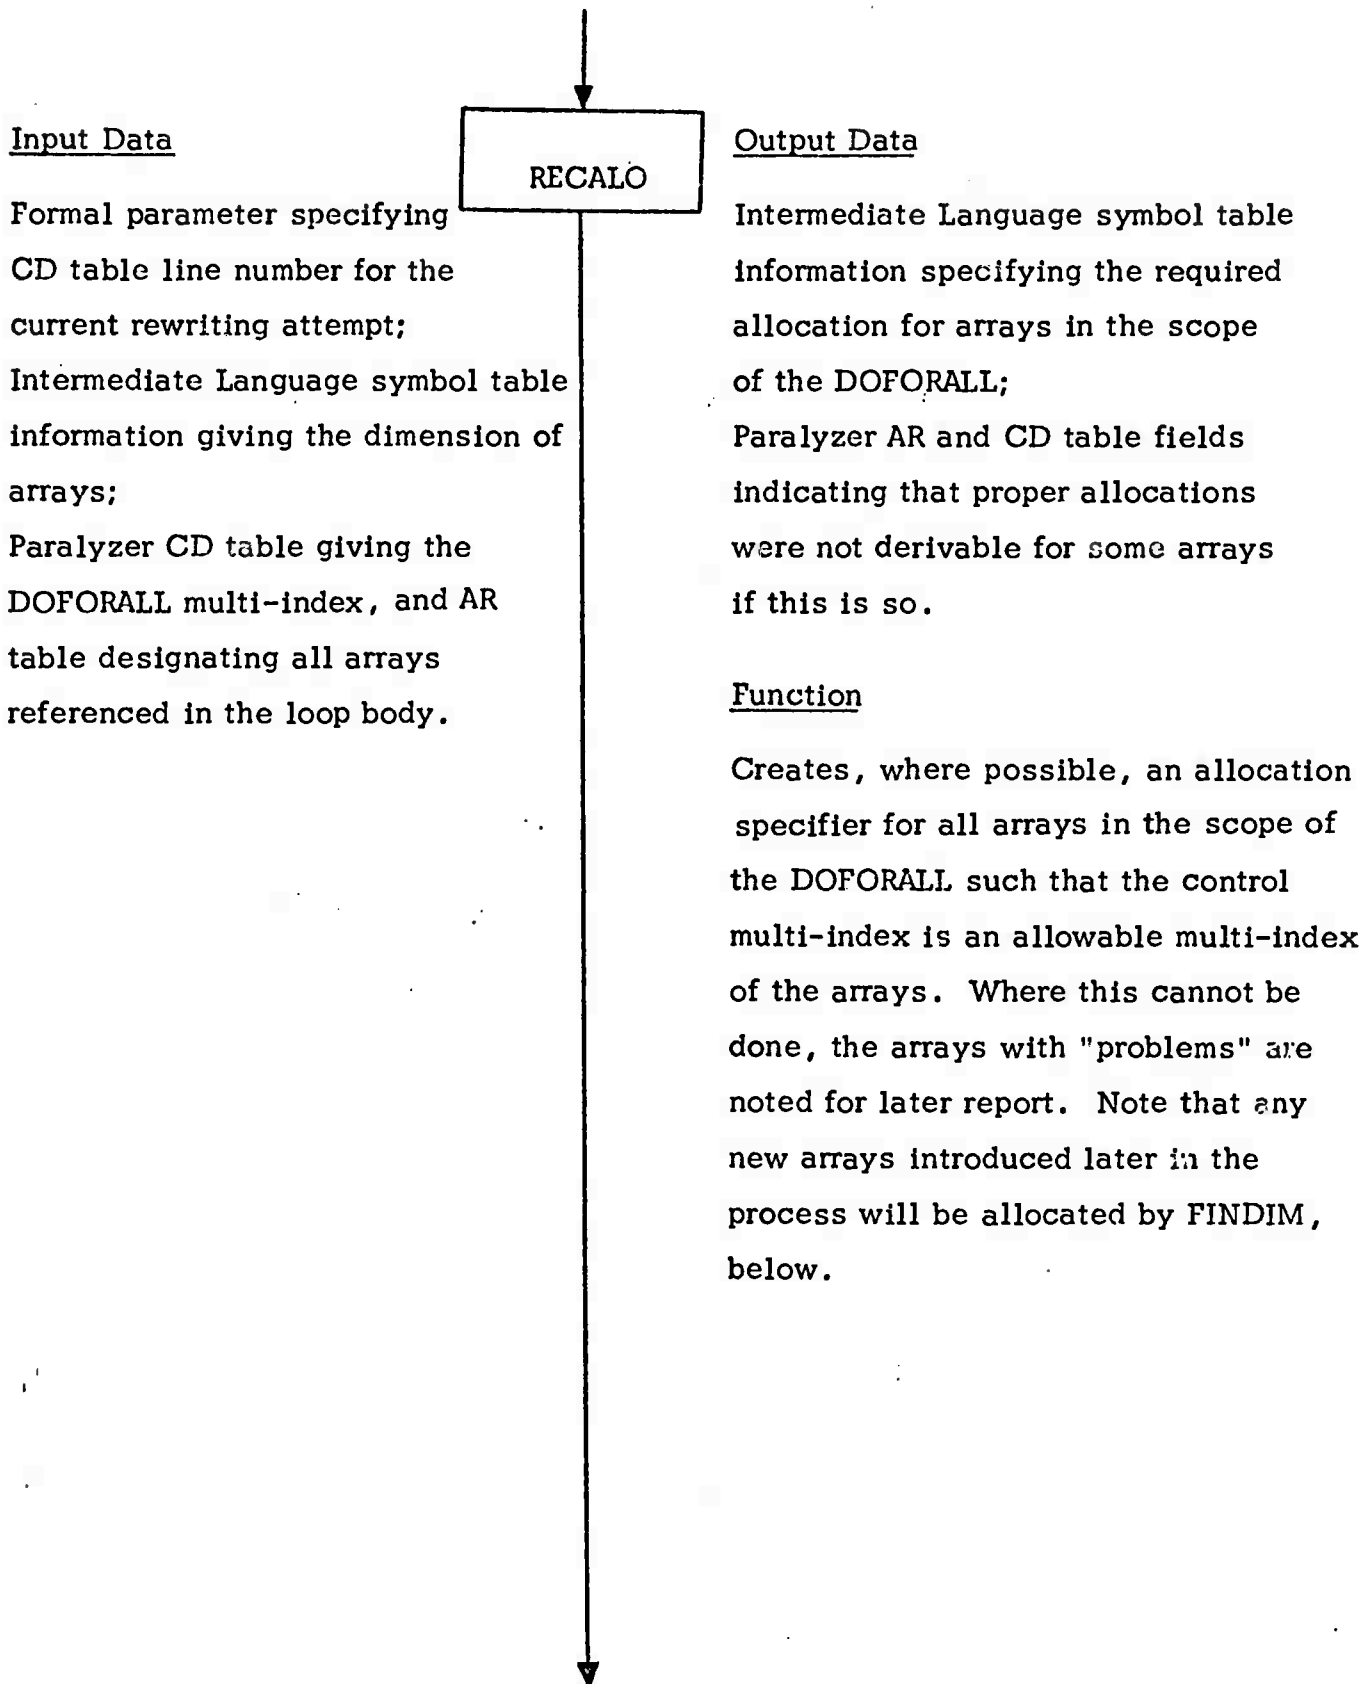 RECALO
Input Data
Formal parameter specifying
CD table line number for the
current rewriting attempt;
Intermediate Language symbol table
information giving the dimension of
arrays;
Paralyzer CD table giving the
DOFORALL multi-index, and AR
table designating all arrays
referenced in the loop body.
Output Data
Intermediate Language symbol table
information specifying the required
allocation for arrays in the scope
of the DOFORALL;
Paralyzer AR and CD table fields
indicating that proper allocations
were not derivable for some arrays
if this is so.
Function
Creates, where possible, an allocation
specifier for all arrays in the scope of
the DOFORALL such that the control
multi-index is an allowable multi-index
of the arrays. Where this cannot be
done, the arrays with "problems" are
noted for later report. Note that any
new arrays introduced later in the
process will be allocated by FINDIM,
below.